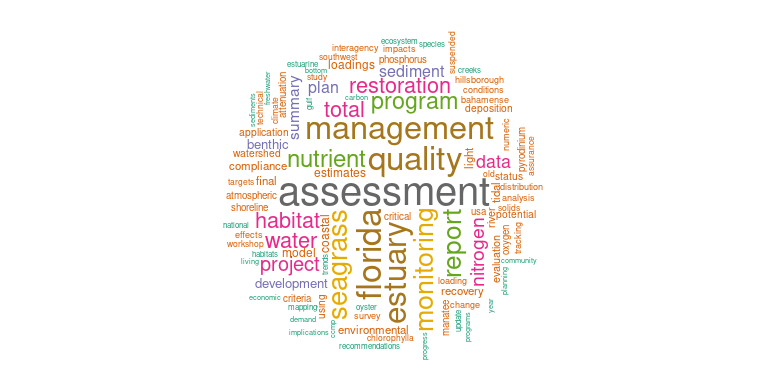 ecosystem
species
interagency
impacts
suspended
southwest
phosphorus
estuarine
loadings
bottom
sediment
creeks
study
hillsborough
freshwater
attenuation
summary
plan
restoration
conditions
carbon
program
bahamense
gulf
total
deposition
sediments
technical
climate
management
numeric
application
benthic
nutrient
quality
light
data
pyrodinium
assurance
watershed
compliance
estimates
old
status
targets
final
assessment
tidal
distribution
atmospheric
analysis
shoreline
solids
habitat
coastal
seagrass
florida
critical
estuary
monitoring
report
usa
river
potential
national
effects
water
nitrogen
oxygen
tracking
workshop
habitats
model
evaluation
living
project
trends
community
planning
development
loading
recovery
economic
criteria
using
mapping
oyster
manatee
change
year
demand
survey
update
programs
implications
ccmp
environmental
chlorophylla
progress
recommendations